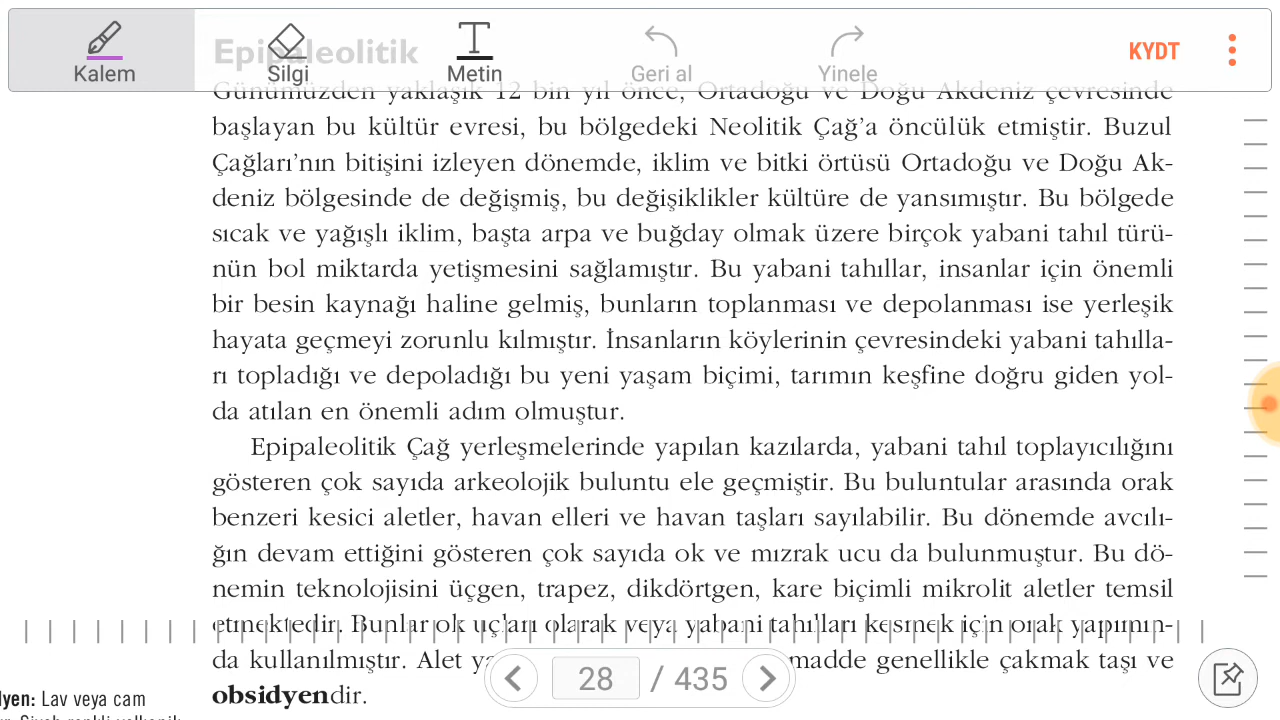 Kalem
Silgi
Metin
Geri al
Yinele
KYDT
Epipaleolitik
Günümüzden yaklaşık 12 bin yıl önce, Ortadoğu ve Doğu Akdeniz çevresinde
başlayan bu kültür evresi, bu bölgedeki Neolitik Çağ'a öncülük etmiştir. Buzul
Çağları'nın bitişini izleyen dönemde, iklim ve bitki örtüsü Ortadoğu ve Doğu Ak-
deniz bölgesinde de değişmiş, bu değişiklikler kültüre de yansımıştır. Bu bölgede
sıcak ve yağışlı iklim, başta arpa ve buğday olmak üzere birçok yabani tahıl türü-
nün bol miktarda yetişmesini sağlamıştır. Bu yabani tahıllar, insanlar için önemli
bir besin kaynağı haline gelmiş, bunların toplanması ve depolanması ise yerleşik
hayata geçmeyi zorunlu kılmıştır. İnsanların köylerinin çevresindeki yabani tahılla-
rı topladığı ve depoladığı bu yeni yaşam biçimi, tarımın keşfine doğru giden yol-
da atılan en önemli adım olmuştur.
Epipaleolitik Çağ yerleşmelerinde yapılan kazılarda, yabani tahıl toplayıcılığını
gösteren çok sayıda arkeolojik buluntu ele geçmiştir. Bu buluntular arasında orak
benzeri kesici aletler, havan elleri ve havan taşları sayılabilir. Bu dönemde avcılı-
ğın devam ettiğini gösteren çok sayıda ok ve mızrak ucu da bulunmuştur. Bu dö-
nemin teknolojisini üçgen, trapez, dikdörtgen, kare biçimli mikrolit aletler temsil
etmektedir. Bunlar ok uçları olarak veya yabani tahılları kesmek için orak yapımın-
da kullanılmıştır. Alet madde genellikle çakmak taşı ve
obsidyendir.
28 / 435
dyen: Lav veya cam